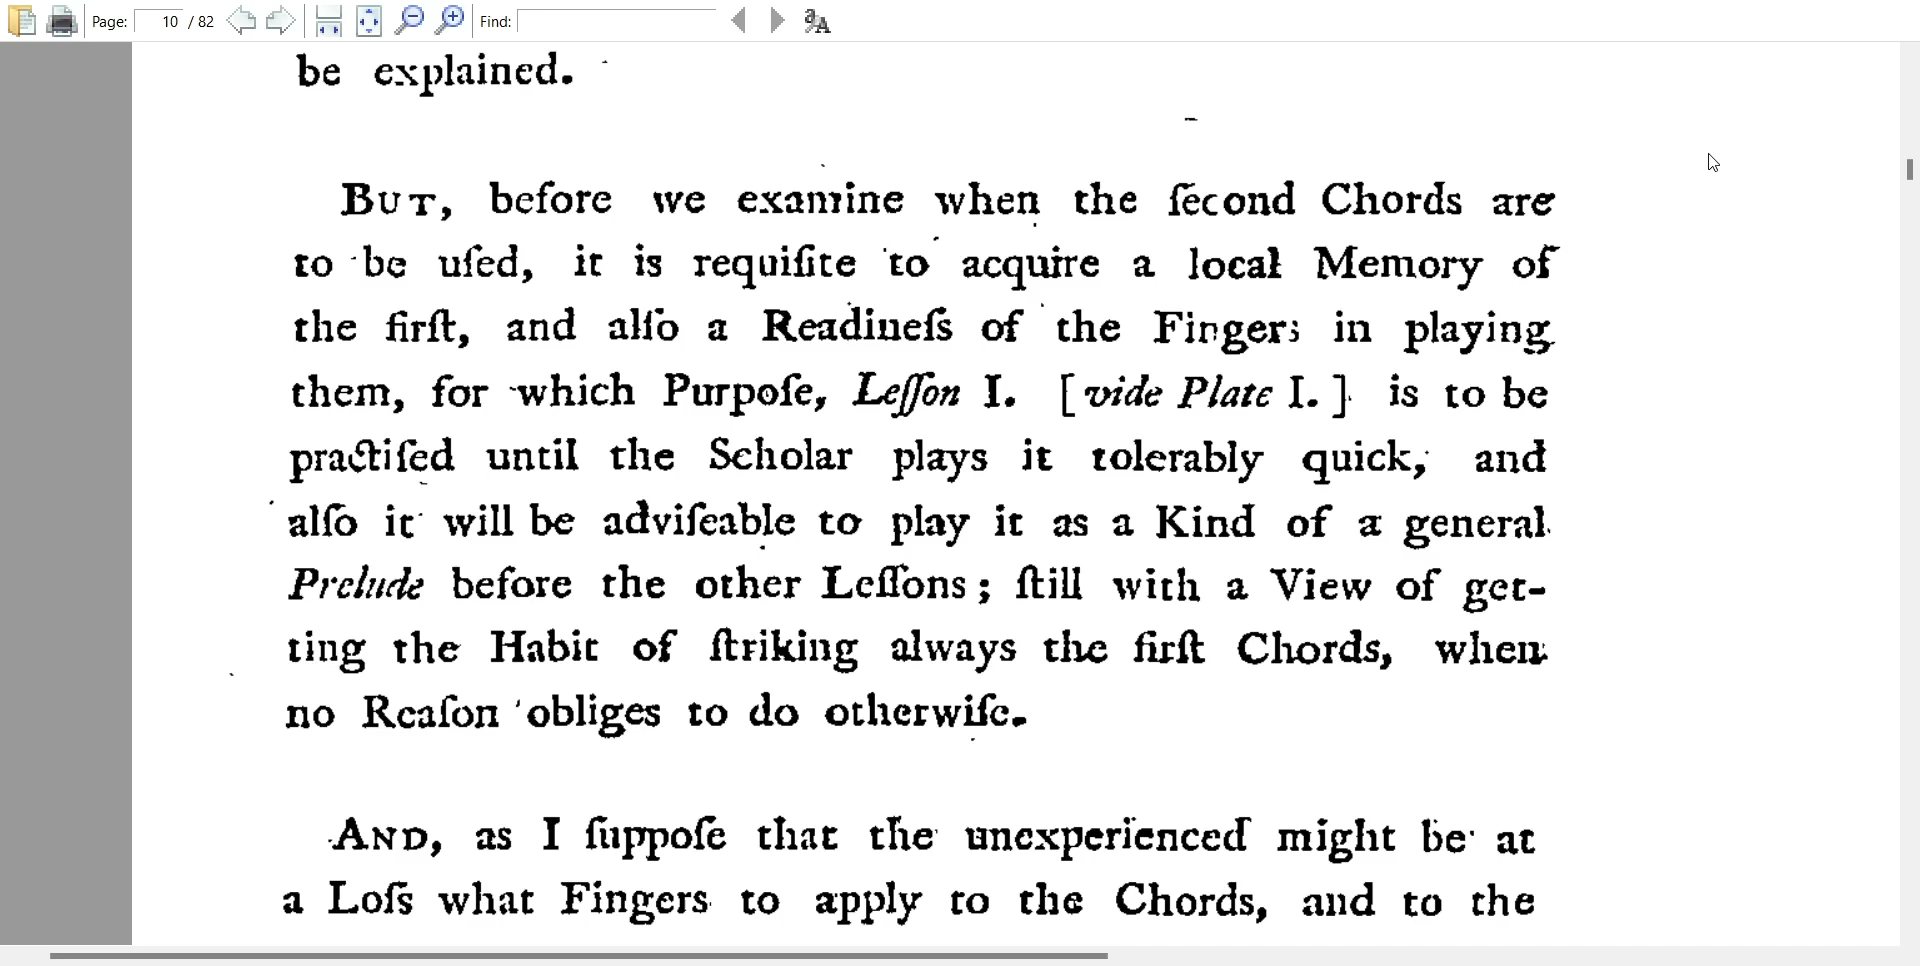 Page: 10 / 82 Find:
be explained.
BUT, before we examine when the ſecond Chords are
to be uſed, it is requiſite to acquire a local Memory of
the firſt, and alſo a Readineſs of the Fingers in playing
them, for which Purpoſe, Leſſon I. [vide Plate I.] is to be
practiſed until the Scholar plays it tolerably quick, and
alſo it will be adviſeable to play it as a Kind of a general
Prelude before the other Leſſons; ſtill with a View of get-
ting the Habit of ſtriking always the firſt Chords, when
no Reaſon obliges to do otherwiſe.
AND, as I ſuppoſe that the unexperienced might be at
a Loſs what Fingers to apply to the Chords, and to the